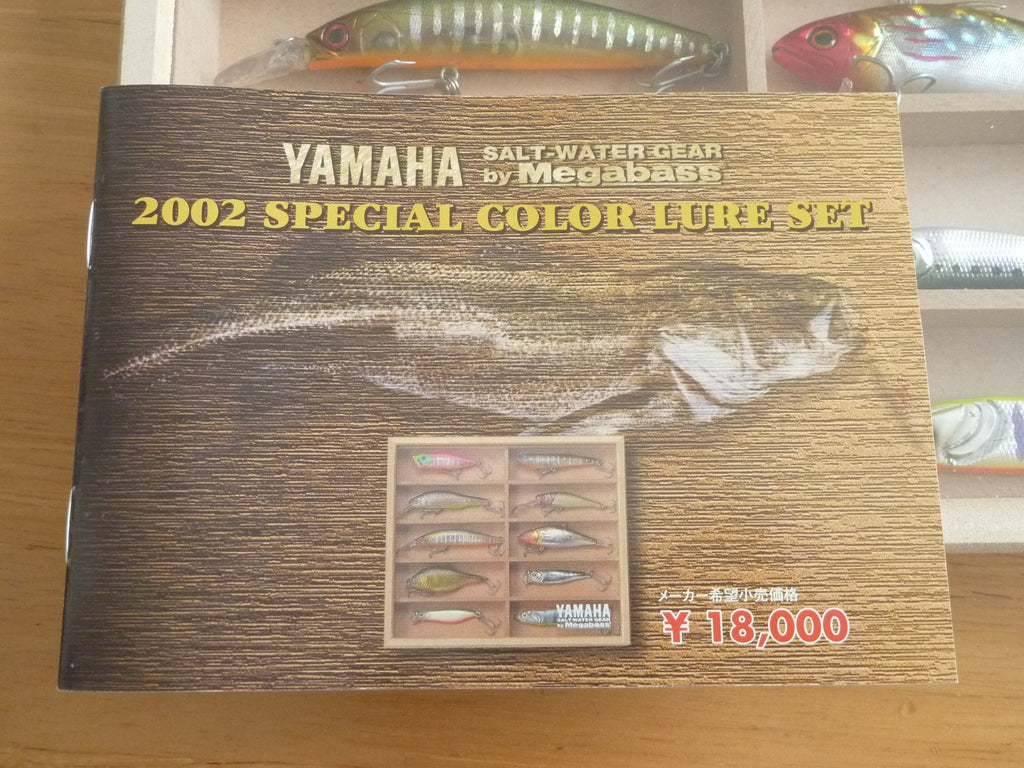 YAMAHA SALT-WATER GEAR
by Megabass
2002 SPECIAL COLOR LURE SET
YAMAHA
SALT-WATER GEAR
by Megabass
メーカー希望小売価格
¥ 18,000